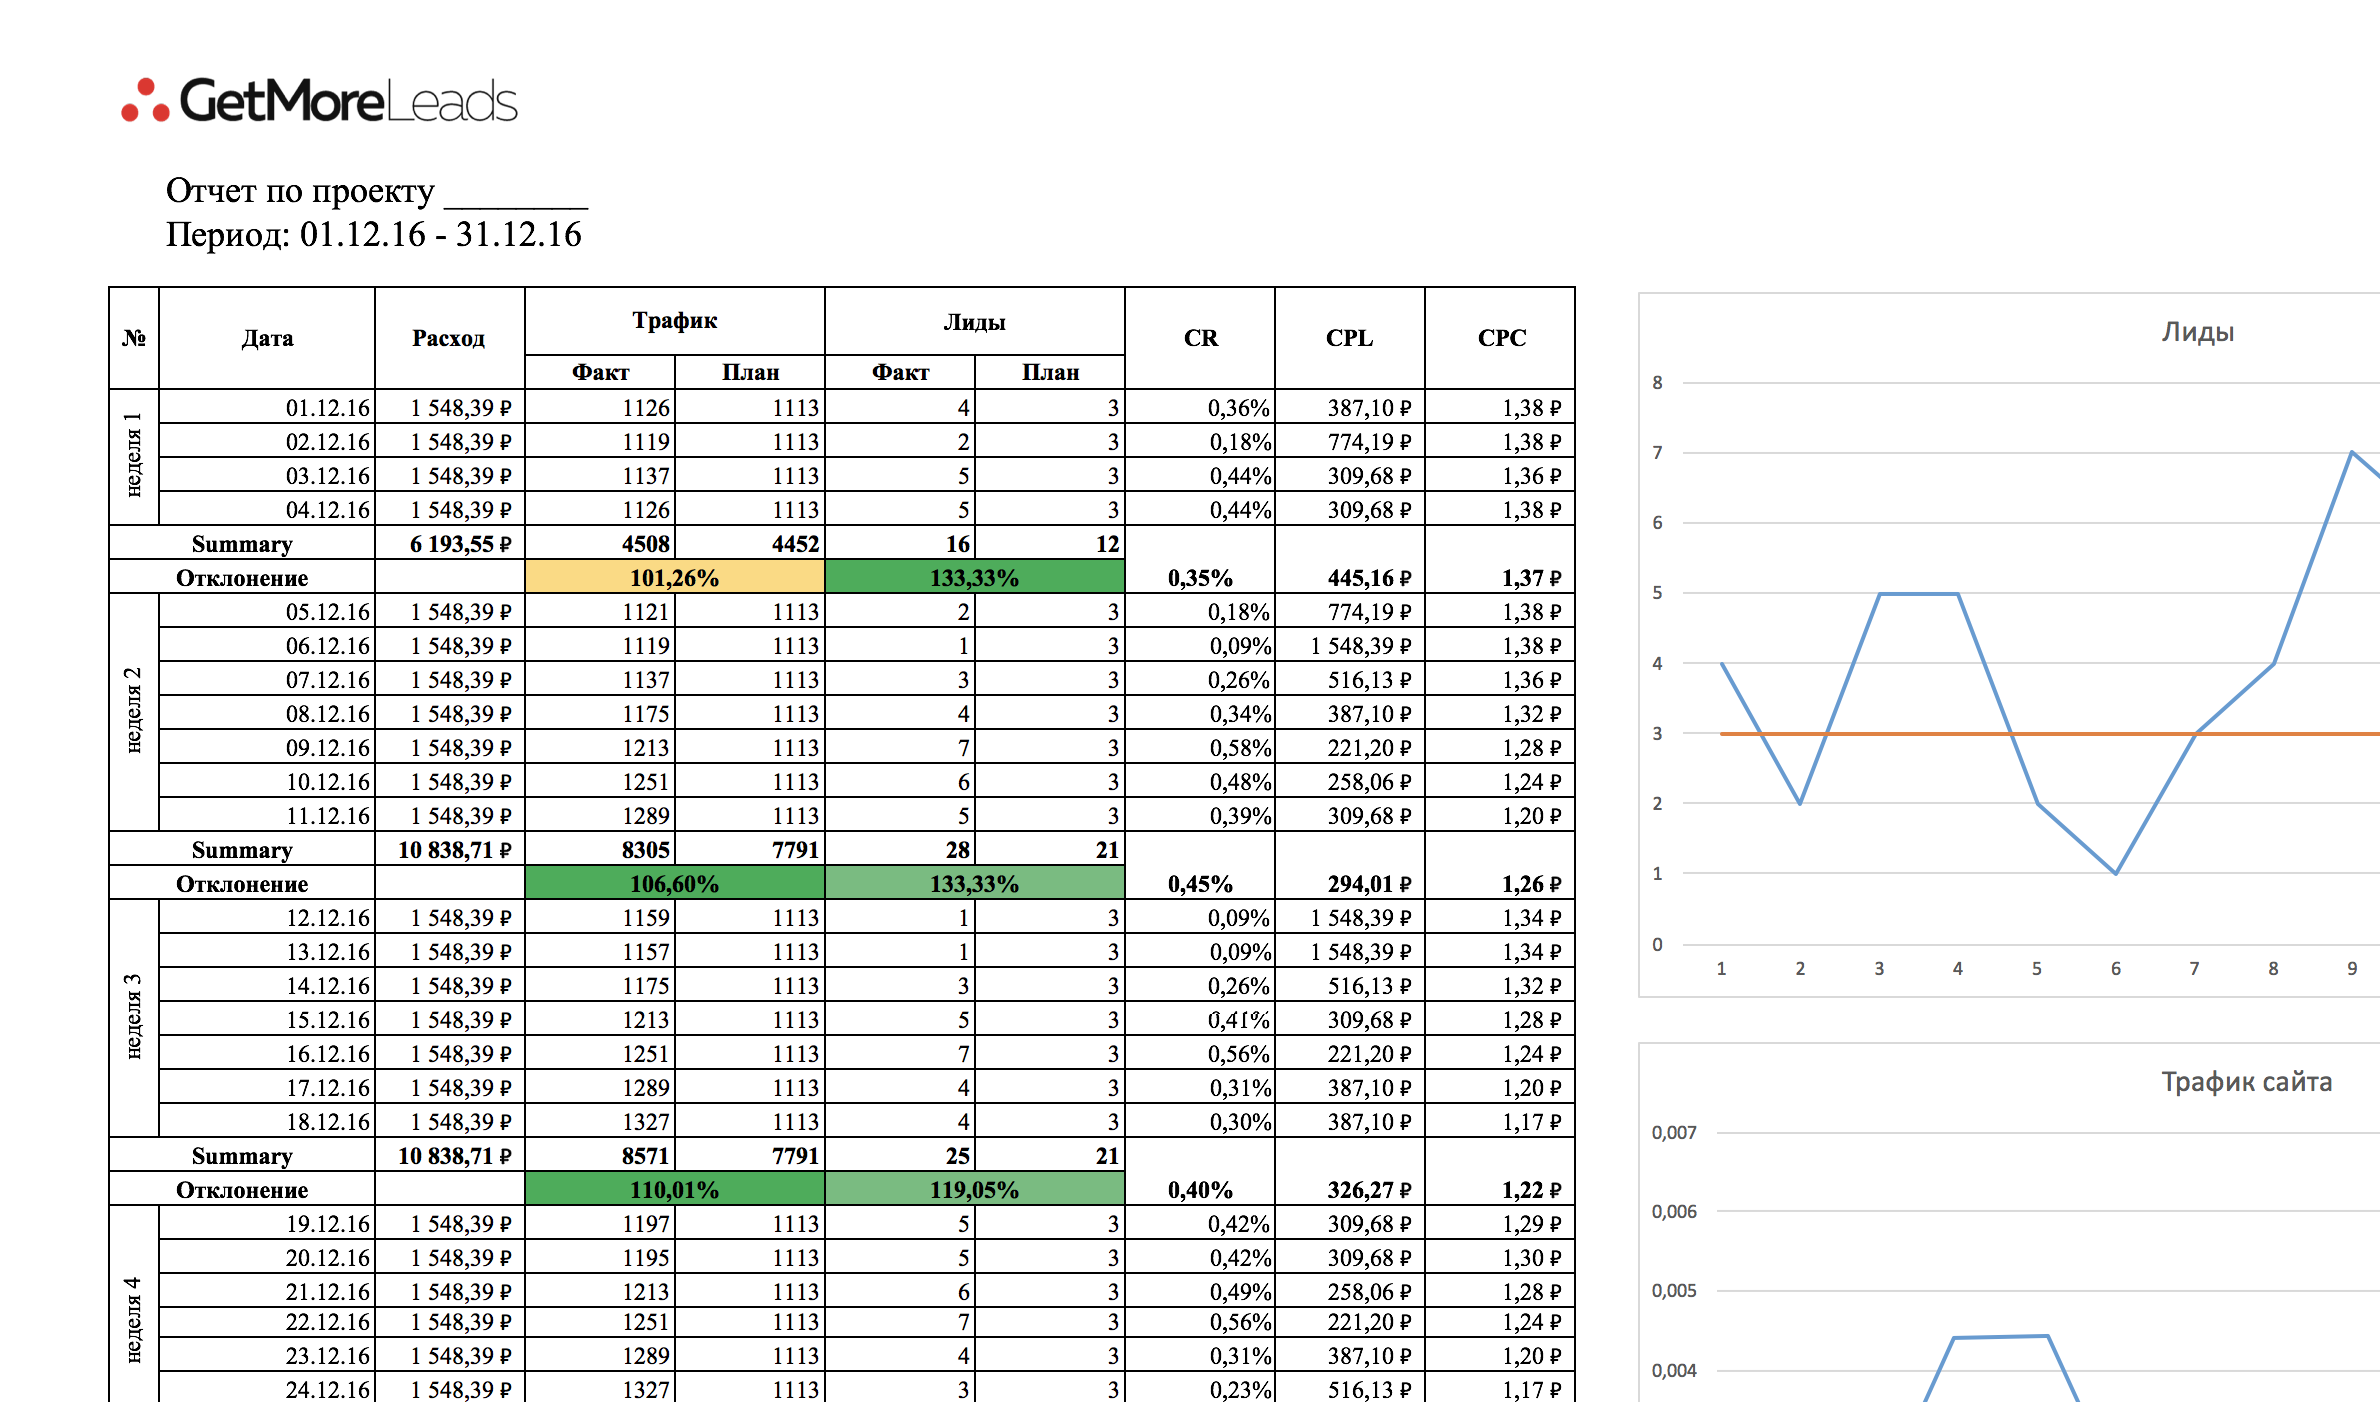 GetMoreLeads
Отчет по проекту ________
Период: 01.12.16 - 31.12.16
№ Дата Расход Трафик Лиды CR CPL CPC
Факт План Факт План
неделя 1
01.12.16 1 548,39 ₽ 1126 1113 4 3 0,36% 387,10 ₽ 1,38 ₽
02.12.16 1 548,39 ₽ 1119 1113 2 3 0,18% 774,19 ₽ 1,38 ₽
03.12.16 1 548,39 ₽ 1137 1113 5 3 0,44% 309,68 ₽ 1,36 ₽
04.12.16 1 548,39 ₽ 1126 1113 5 3 0,44% 309,68 ₽ 1,38 ₽
Summary 6 193,55 ₽ 4508 4452 16 12
Отклонение 101,26% 133,33% 0,35% 445,16 ₽ 1,37 ₽
неделя 2
05.12.16 1 548,39 ₽ 1121 1113 2 3 0,18% 774,19 ₽ 1,38 ₽
06.12.16 1 548,39 ₽ 1119 1113 1 3 0,09% 1 548,39 ₽ 1,38 ₽
07.12.16 1 548,39 ₽ 1137 1113 3 3 0,26% 516,13 ₽ 1,36 ₽
08.12.16 1 548,39 ₽ 1175 1113 4 3 0,34% 387,10 ₽ 1,32 ₽
09.12.16 1 548,39 ₽ 1213 1113 7 3 0,58% 221,20 ₽ 1,28 ₽
10.12.16 1 548,39 ₽ 1251 1113 6 3 0,48% 258,06 ₽ 1,24 ₽
11.12.16 1 548,39 ₽ 1289 1113 5 3 0,39% 309,68 ₽ 1,20 ₽
Summary 10 838,71 ₽ 8305 7791 28 21
Отклонение 106,60% 133,33% 0,45% 294,01 ₽ 1,26 ₽
неделя 3
12.12.16 1 548,39 ₽ 1159 1113 1 3 0,09% 1 548,39 ₽ 1,34 ₽
13.12.16 1 548,39 ₽ 1157 1113 1 3 0,09% 1 548,39 ₽ 1,34 ₽
14.12.16 1 548,39 ₽ 1175 1113 3 3 0,26% 516,13 ₽ 1,32 ₽
15.12.16 1 548,39 ₽ 1213 1113 5 3 0,41% 309,68 ₽ 1,28 ₽
16.12.16 1 548,39 ₽ 1251 1113 7 3 0,56% 221,20 ₽ 1,24 ₽
17.12.16 1 548,39 ₽ 1289 1113 4 3 0,31% 387,10 ₽ 1,20 ₽
18.12.16 1 548,39 ₽ 1327 1113 4 3 0,30% 387,10 ₽ 1,17 ₽
Summary 10 838,71 ₽ 8571 7791 25 21
Отклонение 110,01% 119,05% 0,40% 326,27 ₽ 1,22 ₽
неделя 4
19.12.16 1 548,39 ₽ 1197 1113 5 3 0,42% 309,68 ₽ 1,29 ₽
20.12.16 1 548,39 ₽ 1195 1113 5 3 0,42% 309,68 ₽ 1,30 ₽
21.12.16 1 548,39 ₽ 1213 1113 6 3 0,49% 258,06 ₽ 1,28 ₽
22.12.16 1 548,39 ₽ 1251 1113 7 3 0,56% 221,20 ₽ 1,24 ₽
23.12.16 1 548,39 ₽ 1289 1113 4 3 0,31% 387,10 ₽ 1,20 ₽
24.12.16 1 548,39 ₽ 1327 1113 3 3 0,23% 516,13 ₽ 1,17 ₽
Лиды
8
7
6
5
4
3
2
1
0
1 2 3 4 5 6 7 8 9
Трафик сайта
0,007
0,006
0,005
0,004